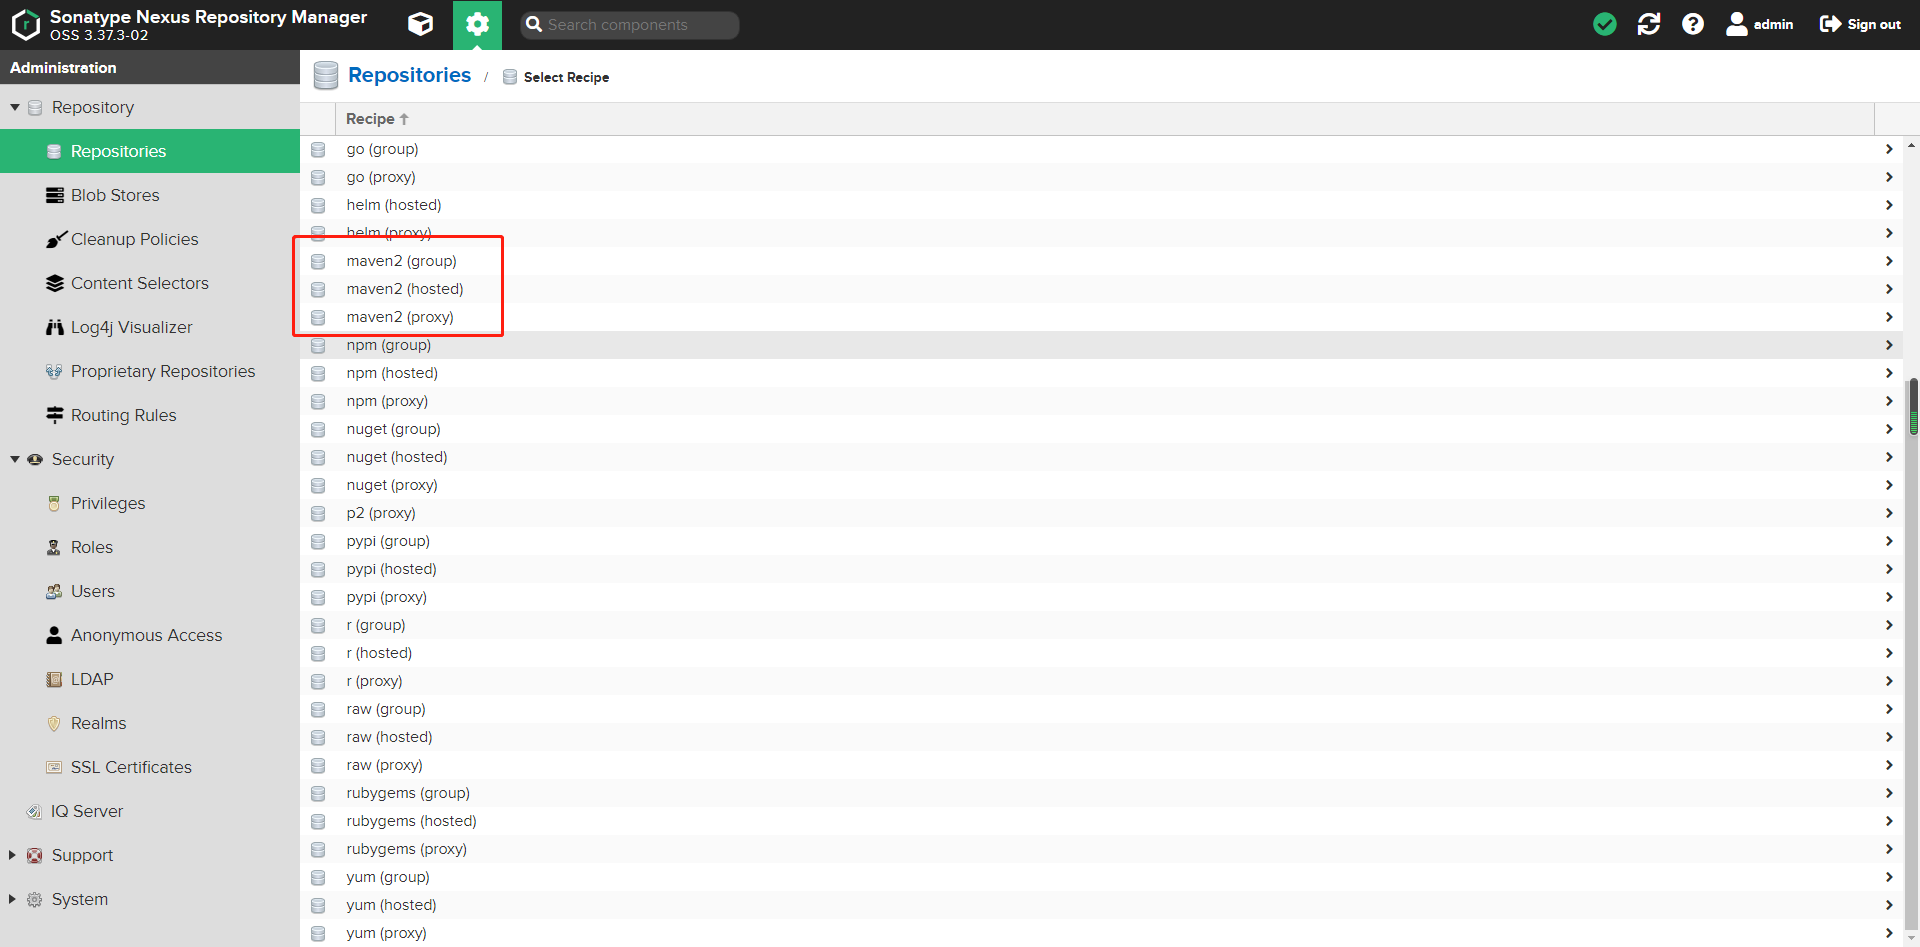 Sonatype Nexus Repository Manager
OSS 3.37.3-02
Search components
admin
Sign out
Administration
Repository
Repositories
Blob Stores
Cleanup Policies
Content Selectors
Log4j Visualizer
Proprietary Repositories
Routing Rules
Security
Privileges
Roles
Users
Anonymous Access
LDAP
Realms
SSL Certificates
IQ Server
Support
System
Repositories / Select Recipe
Recipe
go (group)
go (proxy)
helm (hosted)
helm (proxy)
maven2 (group)
maven2 (hosted)
maven2 (proxy)
npm (group)
npm (hosted)
npm (proxy)
nuget (group)
nuget (hosted)
nuget (proxy)
p2 (proxy)
pypi (group)
pypi (hosted)
pypi (proxy)
r (group)
r (hosted)
r (proxy)
raw (group)
raw (hosted)
raw (proxy)
rubygems (group)
rubygems (hosted)
rubygems (proxy)
yum (group)
yum (hosted)
yum (proxy)